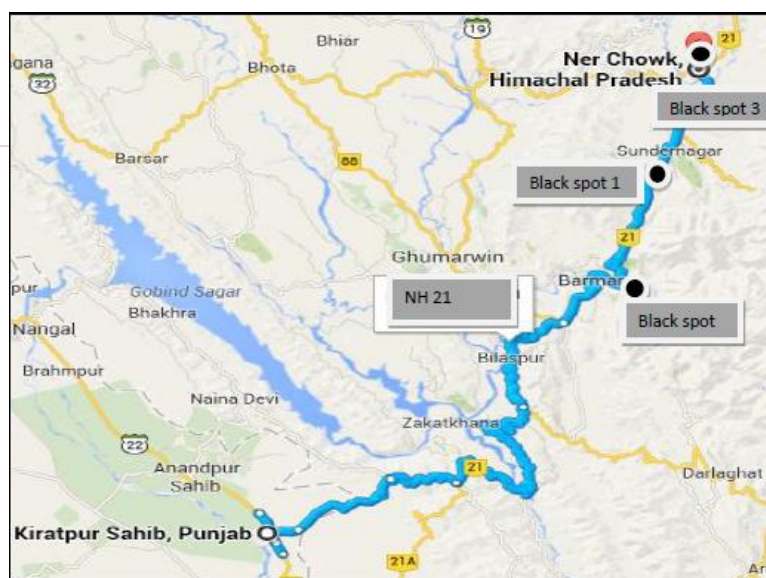 19
21
Bhiar
Ner Chowk,
Himachal Pradesh
gana
Bhota
32
Black spot 3
Barsar
88
Sundernagar
Black spot 1
21
Ghumarwin
Barmar
NH 21
Gobind Sagar
Bhakhra
pur
Nangal
Black spot
Bilaspur
Brahmpur
Naina Devi
Zakatkhana
22
Anandpur
Sahib
21
Darlaghat
Kiratpur Sahib, Punjab
21A
Ar